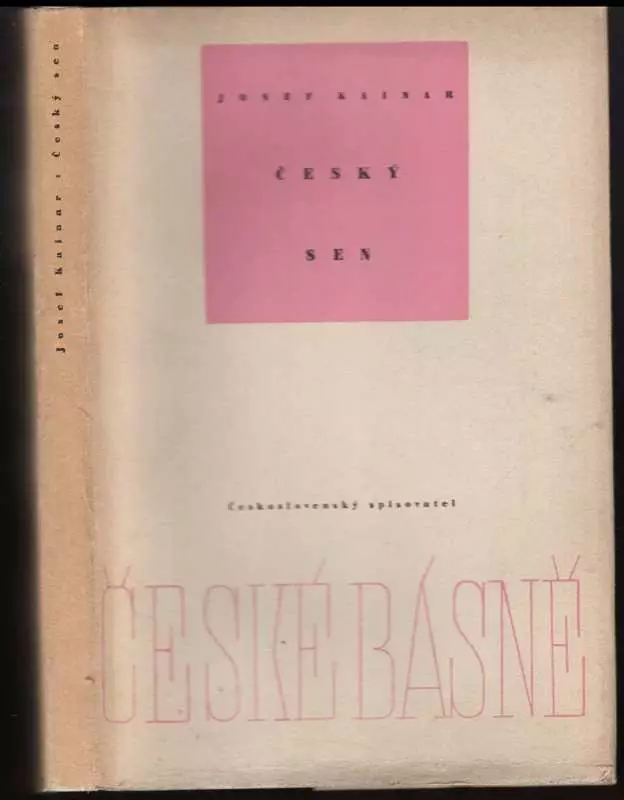 Josef Kainar : Český sen
JOSEF KAINAR
ČESKÝ
SEN
Československý spisovatel
ČESKÉ BÁSNĚ